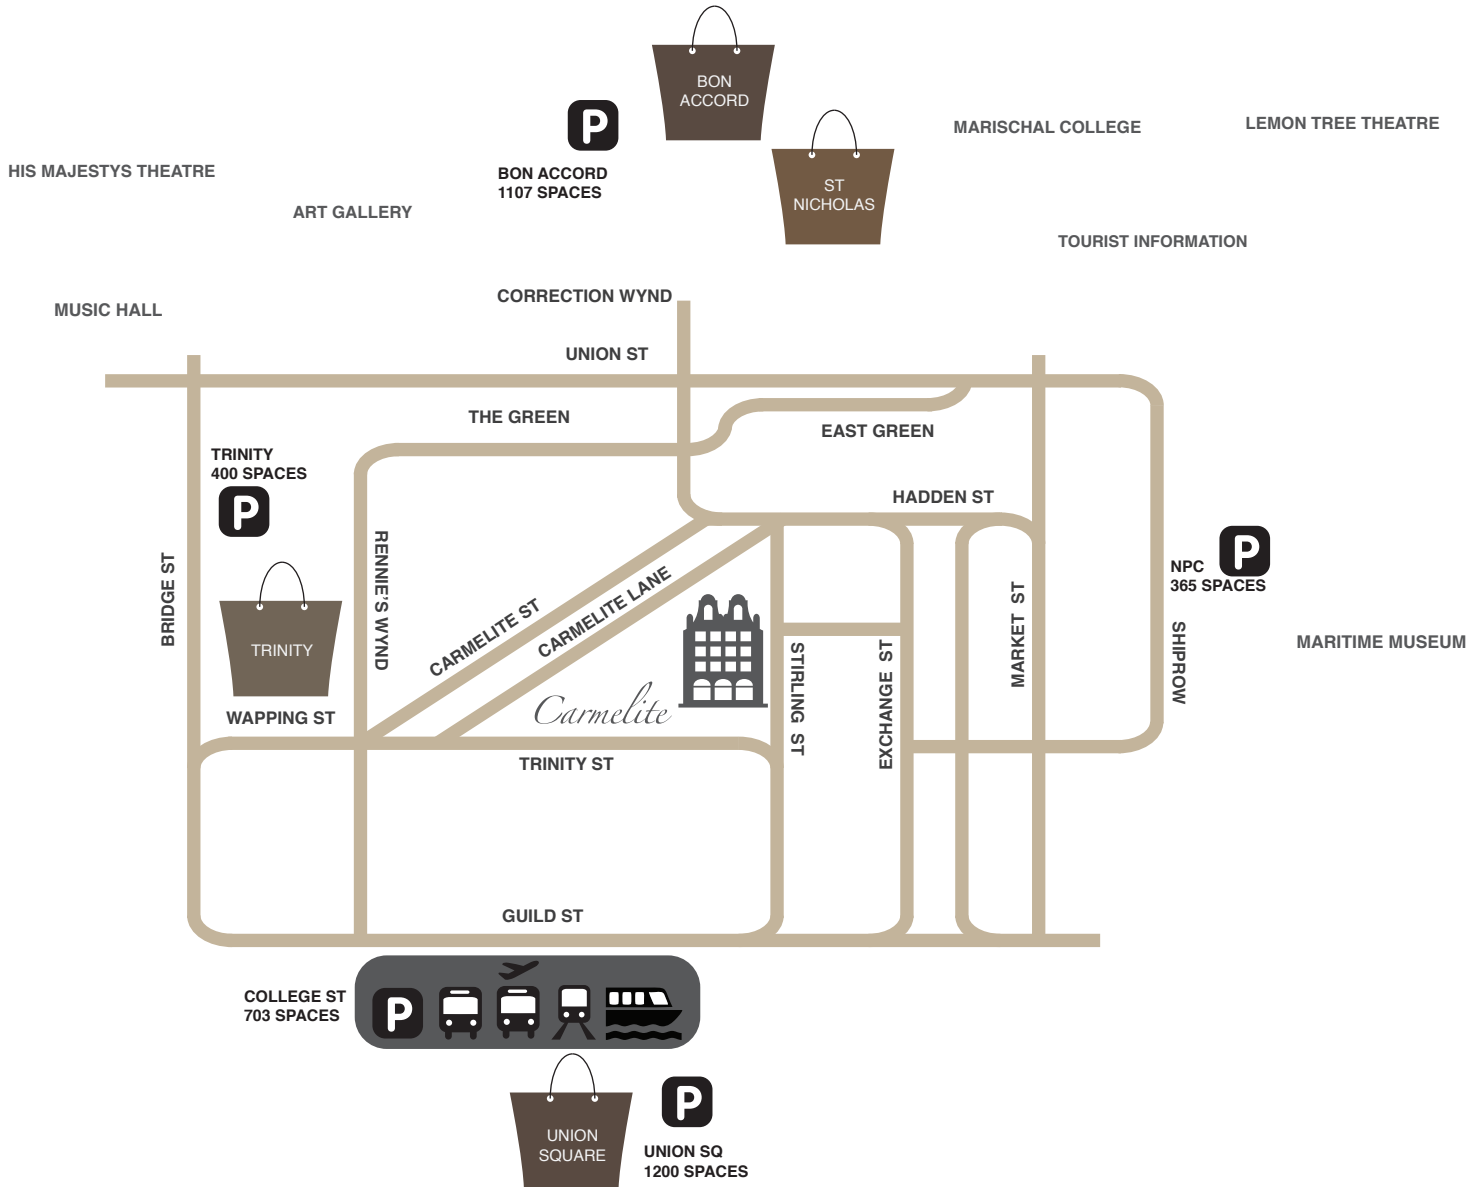 BON
ACCORD
P
BON ACCORD
1107 SPACES
ST
NICHOLAS
MARISCHAL COLLEGE
LEMON TREE THEATRE
HIS MAJESTYS THEATRE
ART GALLERY
TOURIST INFORMATION
MUSIC HALL
CORRECTION WYND
UNION ST
THE GREEN
EAST GREEN
TRINITY
400 SPACES
P
HADDEN ST
BRIDGE ST
RENNIE'S WYND
CARMELITE ST
CARMELITE LANE
NPC
365 SPACES
P
TRINITY
MARKET ST
SHIPROW
MARITIME MUSEUM
STIRLING ST
EXCHANGE ST
Carmelite
WAPPING ST
TRINITY ST
GUILD ST
COLLEGE ST
703 SPACES
P
UNION
SQUARE
P
UNION SQ
1200 SPACES